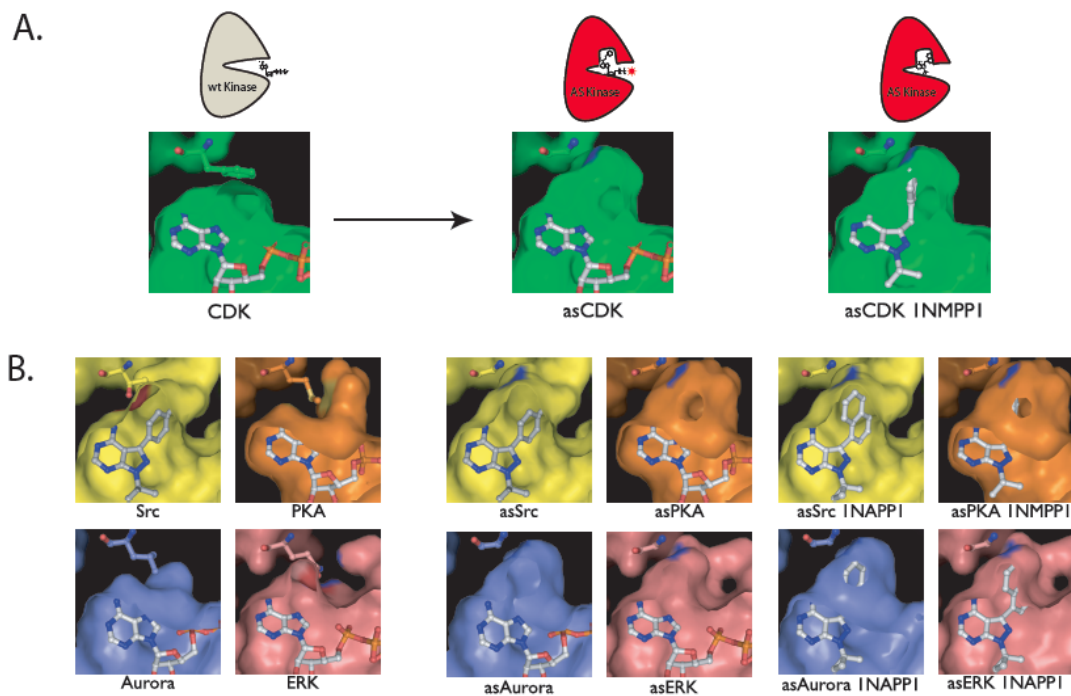 A.
wt Kinase
AS Kinase
AS Kinase
CDK
asCDK
asCDK 1NMPP1
B.
Src
PKA
asSrc
asPKA
asSrc 1NAPP1
asPKA 1NMPP1
Aurora
ERK
asAurora
asERK
asAurora 1NAPP1
asERK 1NAPP1